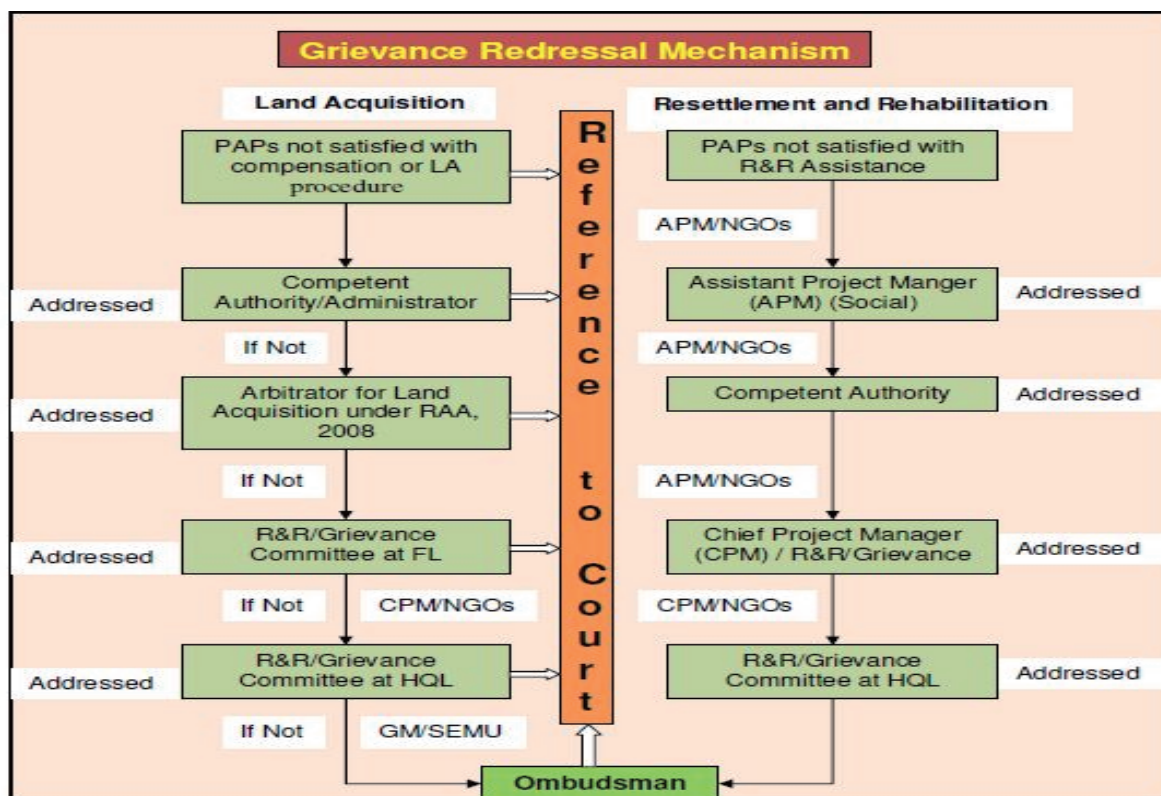 Grievance Redressal Mechanism
Land Acquisition
PAPs not satisfied with
compensation or LA
procedure
Addressed
Competent
Authority/Administrator
If Not
Addressed
Arbitrator for Land
Acquisition under RAA,
2008
If Not
Addressed
R&R/Grievance
Committee at FL
If Not
CPM/NGOs
Addressed
R&R/Grievance
Committee at HQL
If Not
GM/SEMU
Reference to Court
Resettlement and Rehabilitation
PAPs not satisfied with
R&R Assistance
APM/NGOs
Assistant Project Manger
(APM) (Social)
Addressed
APM/NGOs
Competent Authority
Addressed
APM/NGOs
Chief Project Manager
(CPM) / R&R/Grievance
Addressed
CPM/NGOs
R&R/Grievance
Committee at HQL
Addressed
Ombudsman